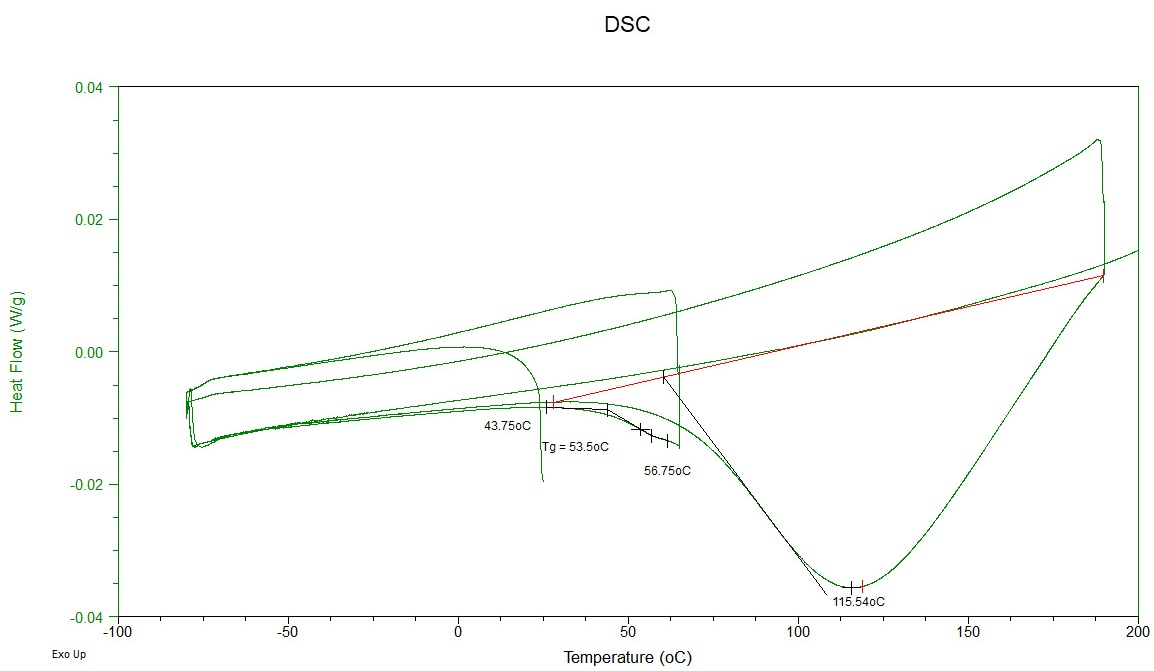 DSC
0.04
0.02
0.00
-0.02
-0.04
Heat Flow (W/g)
43.75oC
Tg = 53.5oC
56.75oC
115.54oC
-100
-50
0
50
100
150
200
Exo Up
Temperature (oC)